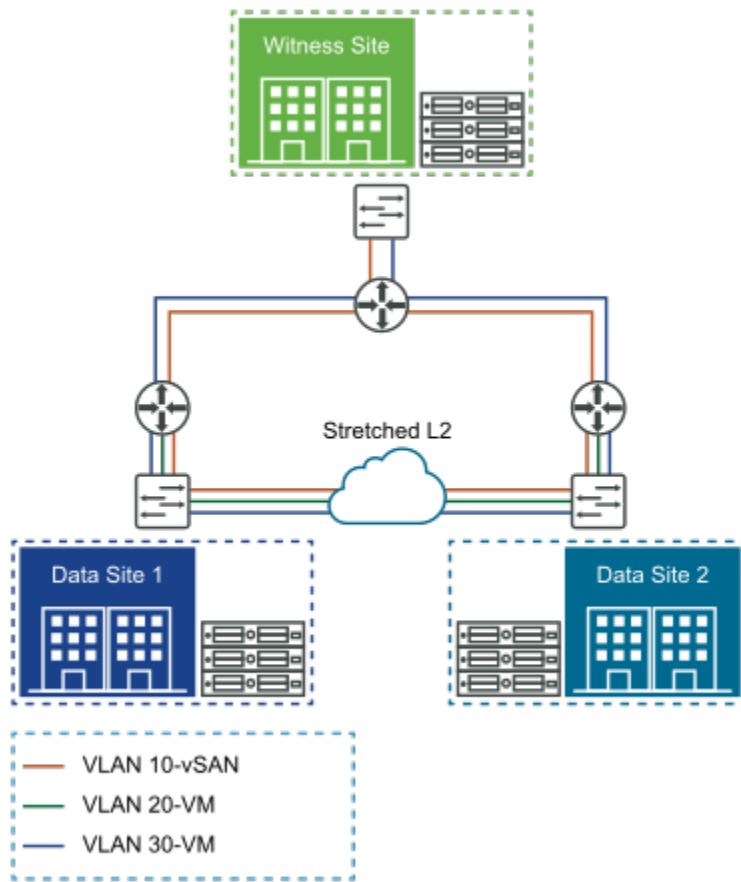 Witness Site
Stretched L2
Data Site 1
Data Site 2
VLAN 10-vSAN
VLAN 20-VM
VLAN 30-VM